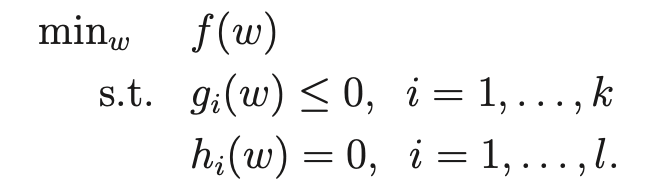 min_w f(w)
s.t. g_i(w) ≤ 0, i = 1, . . . , k
h_i(w) = 0, i = 1, . . . , l.